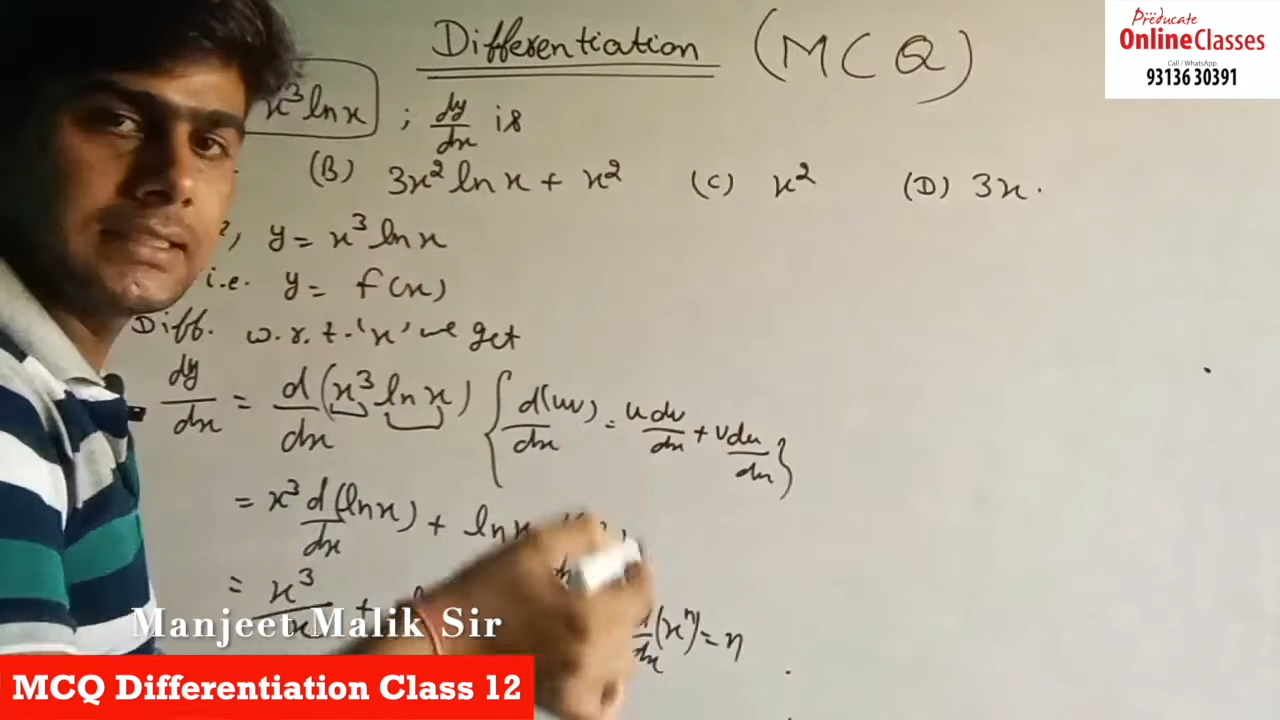 Differentiation (MCQ)
Preducate
Online Classes
Call / WhatsApp
93136 30391
x³ ln x ; dy/dx is
(B) 3x² ln x + x² (C) x² (D) 3x.
, y = x³ ln x
i.e. y = f(x)
Diff. w.r.t. 'x' we get
dy/dx = d/dx (x³ ln x) { d(uv)/dx = u dv/dx + v du/dx }
= x³ d(ln x)/dx + ln x
= x³/x +
d/dx (xⁿ) = n
Manjeet Malik Sir
MCQ Differentiation Class 12